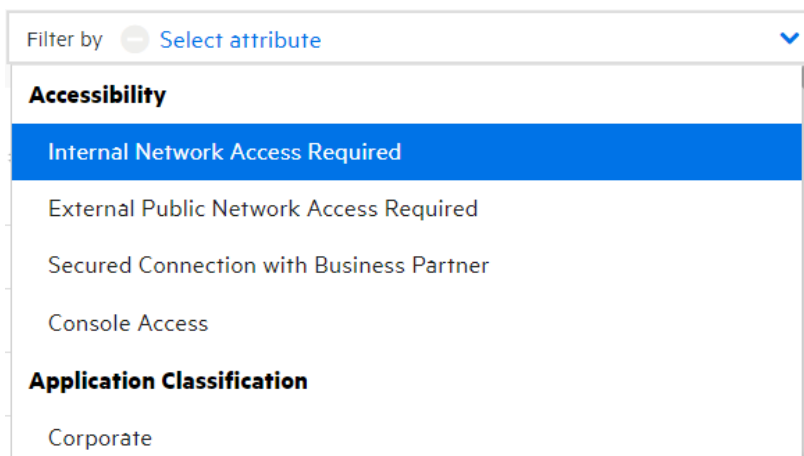 Filter by Select attribute
Accessibility
Internal Network Access Required
External Public Network Access Required
Secured Connection with Business Partner
Console Access
Application Classification
Corporate